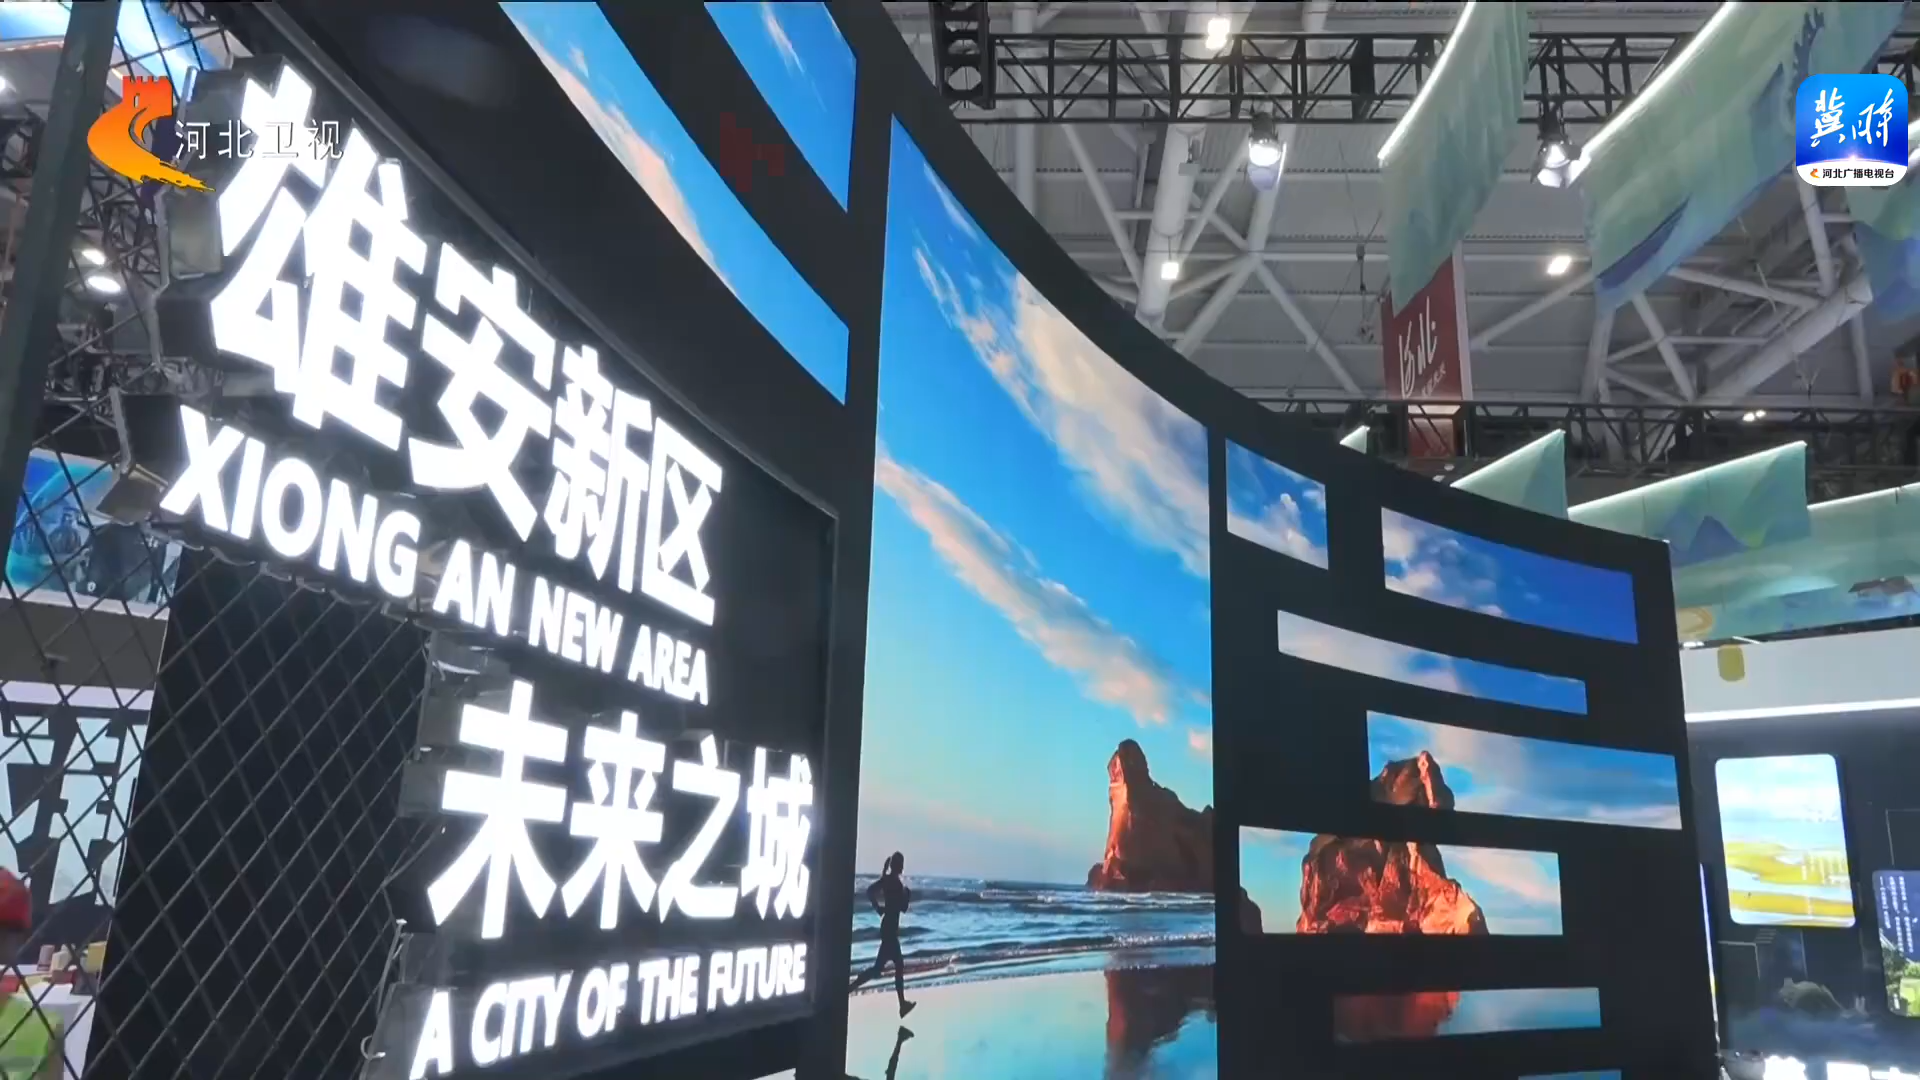 河北卫视
冀时
河北广播电视台
雄安新区
XIONG AN NEW AREA
未来之城
A CITY OF THE FUTURE